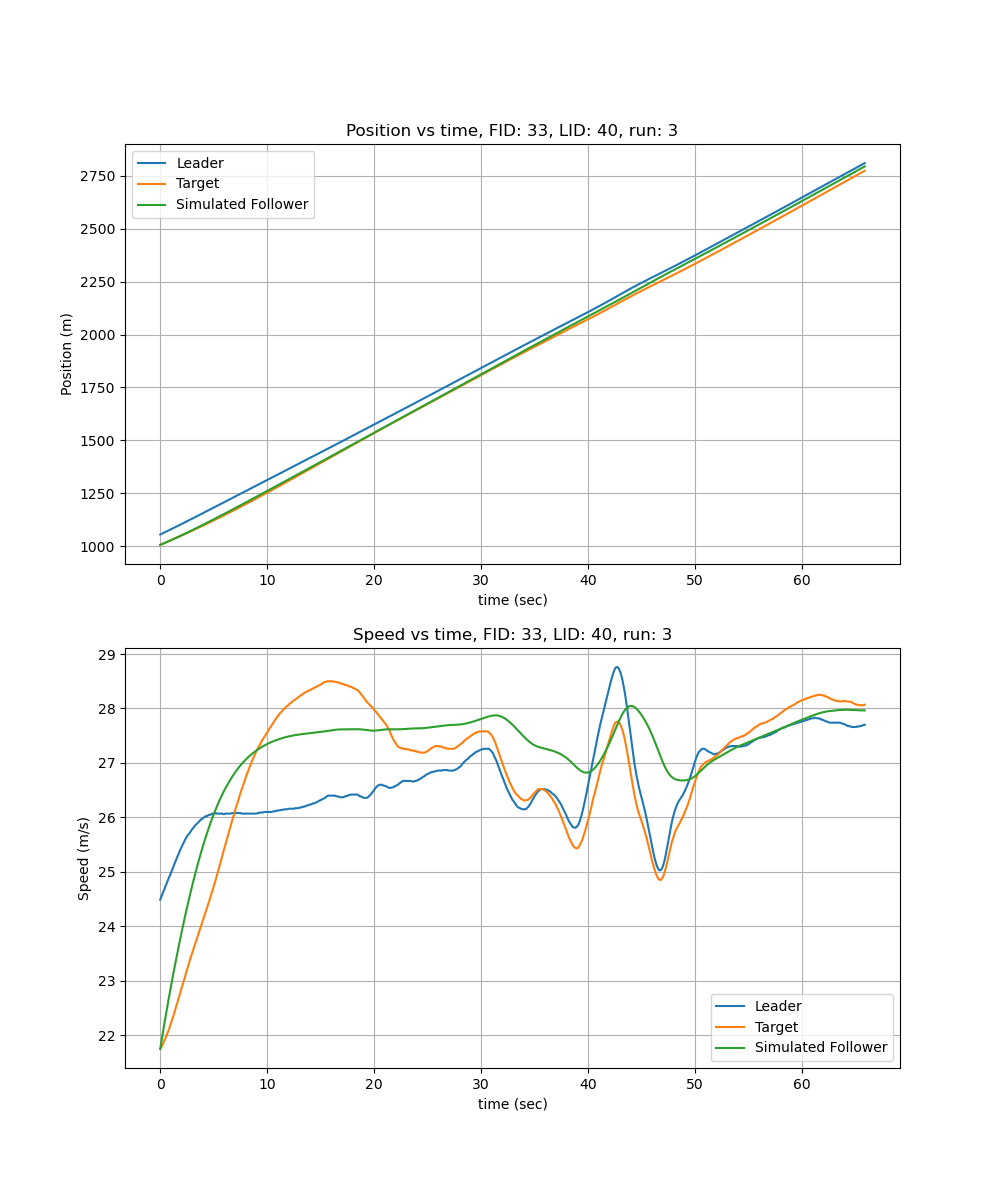 Position vs time, FID: 33, LID: 40, run: 3
Leader
Target
Simulated Follower
Position (m)
2750
2500
2250
2000
1750
1500
1250
1000
0 10 20 30 40 50 60
time (sec)
Speed vs time, FID: 33, LID: 40, run: 3
Speed (m/s)
29
28
27
26
25
24
23
22
Leader
Target
Simulated Follower
0 10 20 30 40 50 60
time (sec)